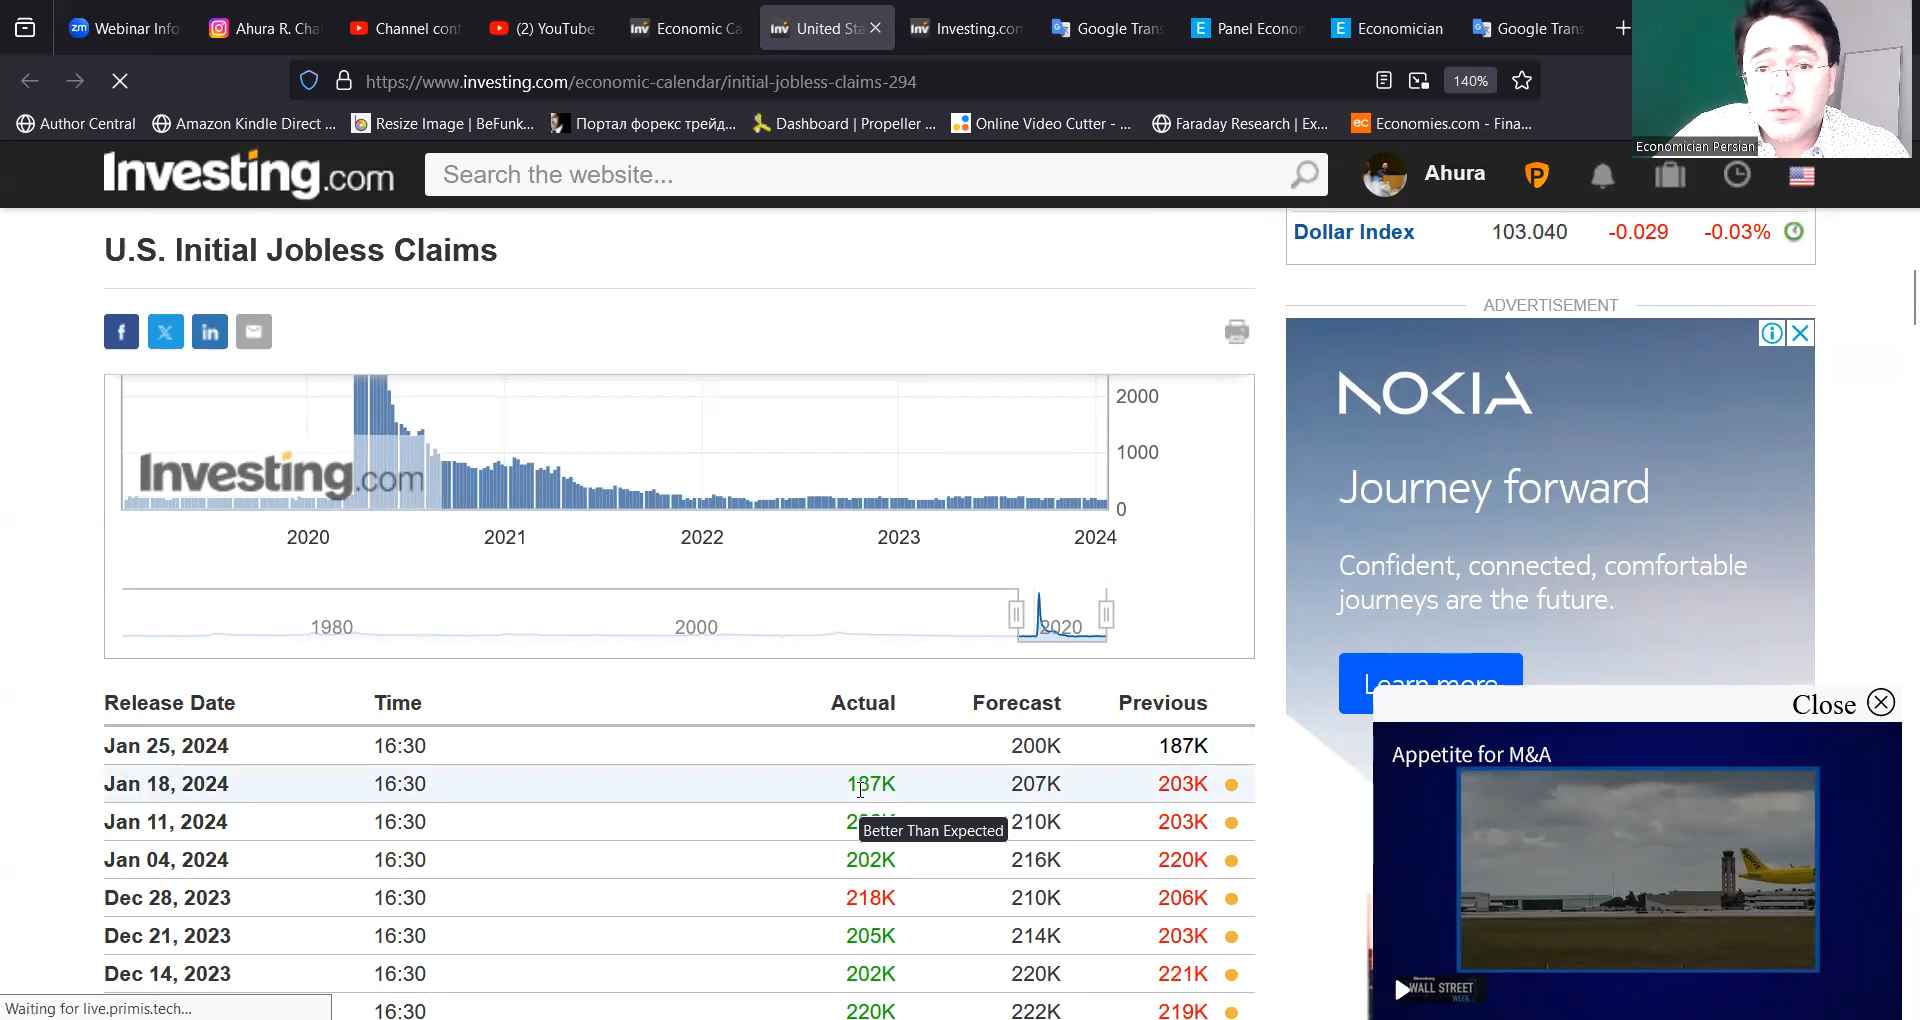 Webinar Info
Ahura R. Cha
Channel cont
(2) YouTube
Economic Ca
United Sta
Investing.com
Google Trans
Panel Econo
Economician
Google Trans
https://www.investing.com/economic-calendar/initial-jobless-claims-294
140%
Author Central
Amazon Kindle Direct ...
Resize Image | BeFunk...
Портал форекс трейд...
Dashboard | Propeller ...
Online Video Cutter - ...
Faraday Research | Ex...
Economies.com - Fina...
Economician Persian
Investing.com
Search the website...
Ahura
U.S. Initial Jobless Claims
Dollar Index 103.040 -0.029 -0.03%
ADVERTISEMENT
NOKIA
Journey forward
Confident, connected, comfortable
journeys are the future.
Learn more
2000
1000
0
Investing.com
2020 2021 2022 2023 2024
1980 2000 2020
Release Date Time Actual Forecast Previous
Jan 25, 2024 16:30 200K 187K
Jan 18, 2024 16:30 187K 207K 203K
Jan 11, 2024 16:30 210K 203K
Better Than Expected
Jan 04, 2024 16:30 202K 216K 220K
Dec 28, 2023 16:30 218K 210K 206K
Dec 21, 2023 16:30 205K 214K 203K
Dec 14, 2023 16:30 202K 220K 221K
16:30 220K 222K 219K
Close
Appetite for M&A
WALL STREET
WEEK
Waiting for live.primis.tech...